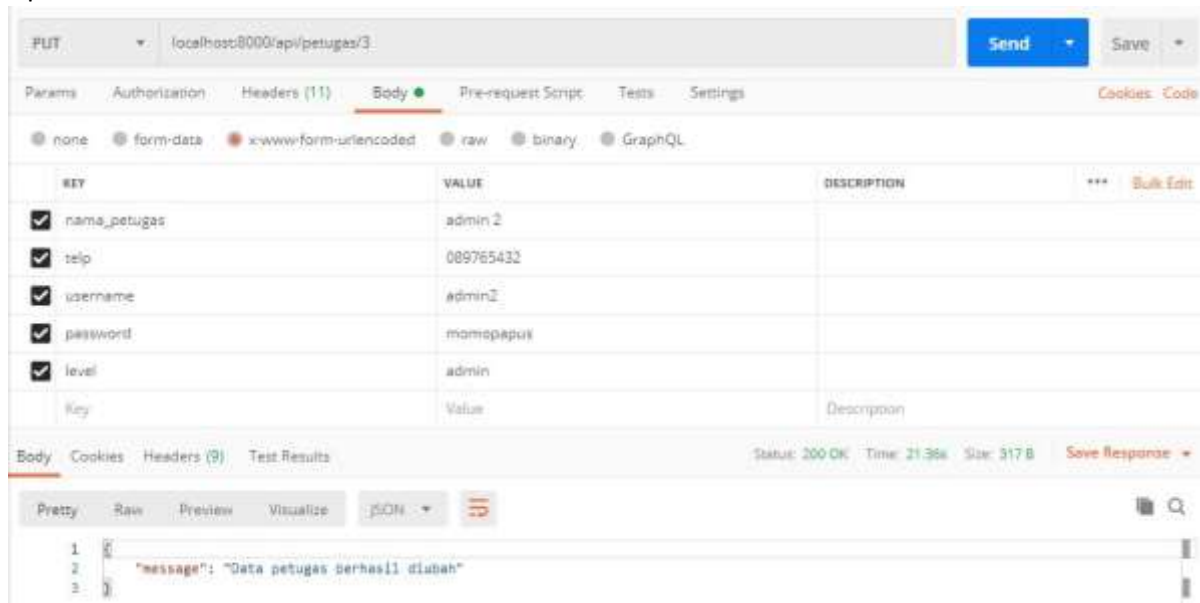 PUT localhost:8000/api/petugas/3 Send Save
Params Authorization Headers (11) Body Pre-request Script Tests Settings Cookies Code
none form-data x-www-form-urlencoded raw binary GraphQL
KEY VALUE DESCRIPTION ••• Bulk Edit
nama_petugas admin 2
telp 089765432
username admin2
password momopapus
level admin
Key Value Description
Body Cookies Headers (9) Test Results Status: 200 OK Time: 21.36s Size: 317 B Save Response
Pretty Raw Preview Visualize JSON
1 {
2 "message": "Data petugas berhasil diubah"
3 }